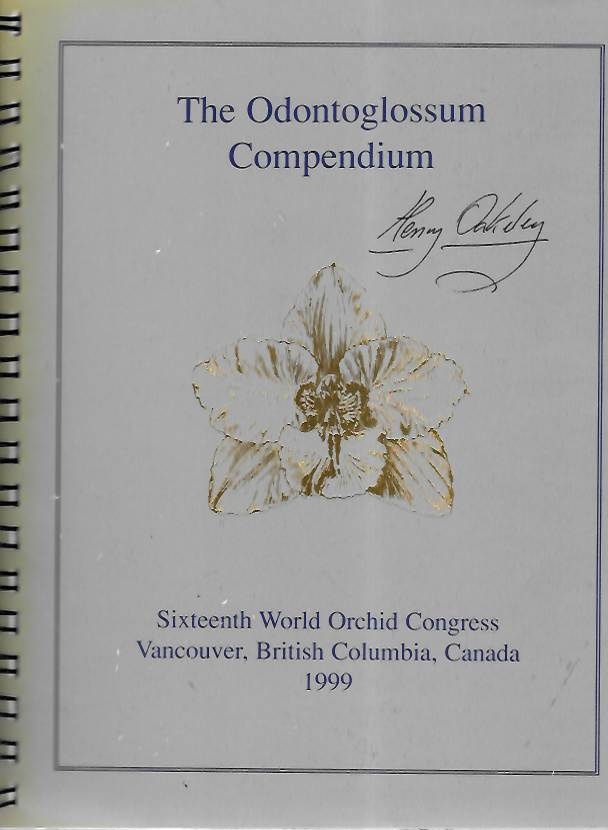 The Odontoglossum
Compendium
Henry Oakeley
Sixteenth World Orchid Congress
Vancouver, British Columbia, Canada
1999